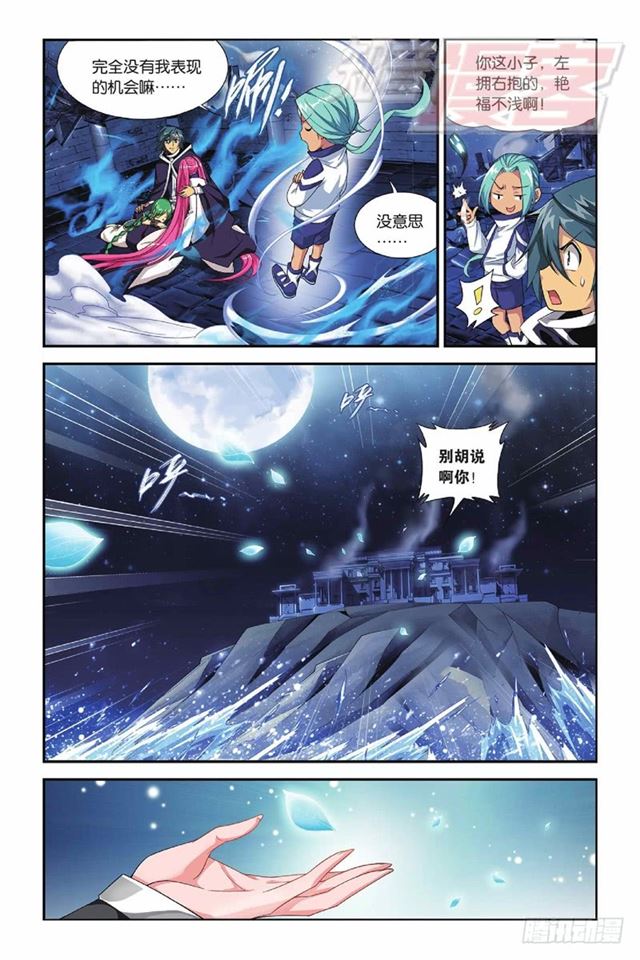 完全没有我表现
的机会嘛……
唰!
没意思
……
你这小子，左
拥右抱的，艳
福不浅啊！
漫客
呼
呼
别胡说
啊你！
腾讯动漫